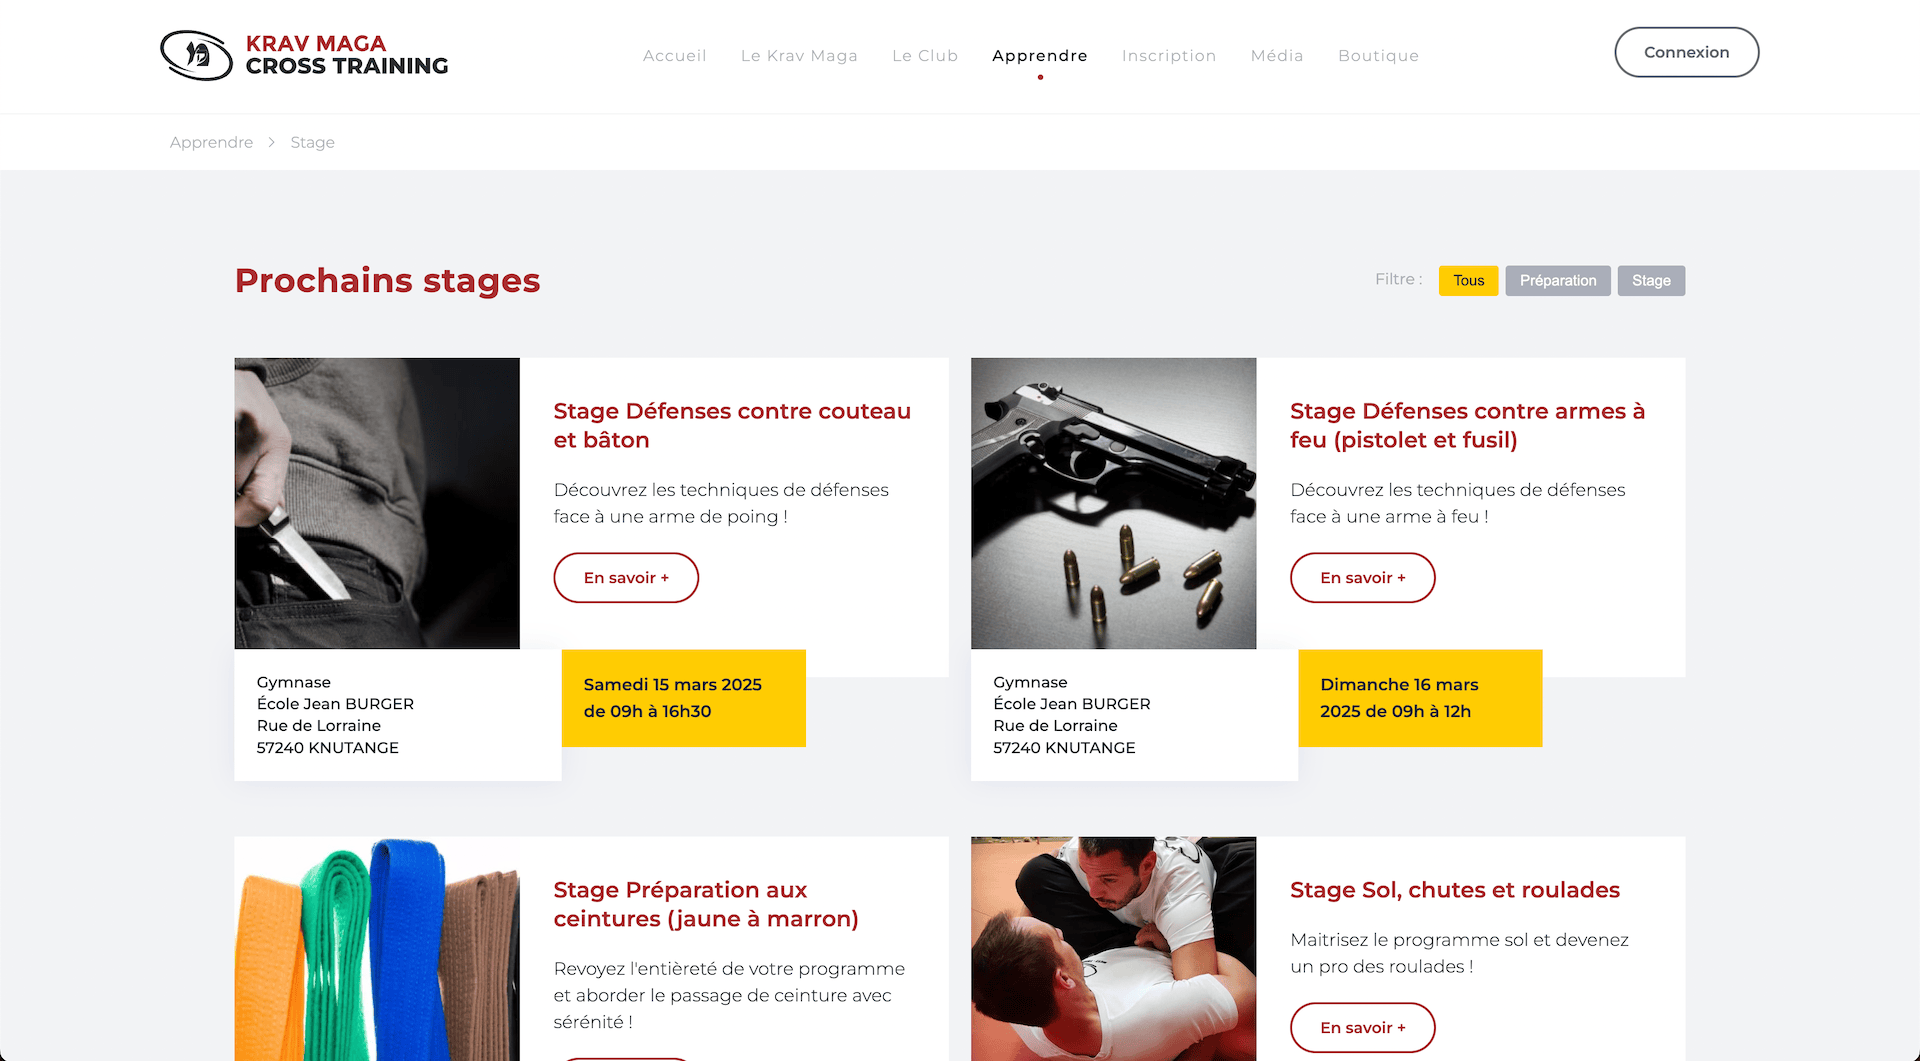 KRAV MAGA
CROSS TRAINING
Accueil
Le Krav Maga
Le Club
Apprendre
Inscription
Média
Boutique
Connexion
Apprendre
Stage
Prochains stages
Filtre :
Tous
Préparation
Stage
Stage Défenses contre couteau
et bâton
Découvrez les techniques de défenses
face à une arme de poing !
En savoir +
Gymnase
École Jean BURGER
Rue de Lorraine
57240 KNUTANGE
Samedi 15 mars 2025
de 09h à 16h30
Stage Défenses contre armes à
feu (pistolet et fusil)
Découvrez les techniques de défenses
face à une arme à feu !
En savoir +
Gymnase
École Jean BURGER
Rue de Lorraine
57240 KNUTANGE
Dimanche 16 mars
2025 de 09h à 12h
Stage Préparation aux
ceintures (jaune à marron)
Revoyez l'entièreté de votre programme
et aborder le passage de ceinture avec
sérénité !
Stage Sol, chutes et roulades
Maitrisez le programme sol et devenez
un pro des roulades !
En savoir +